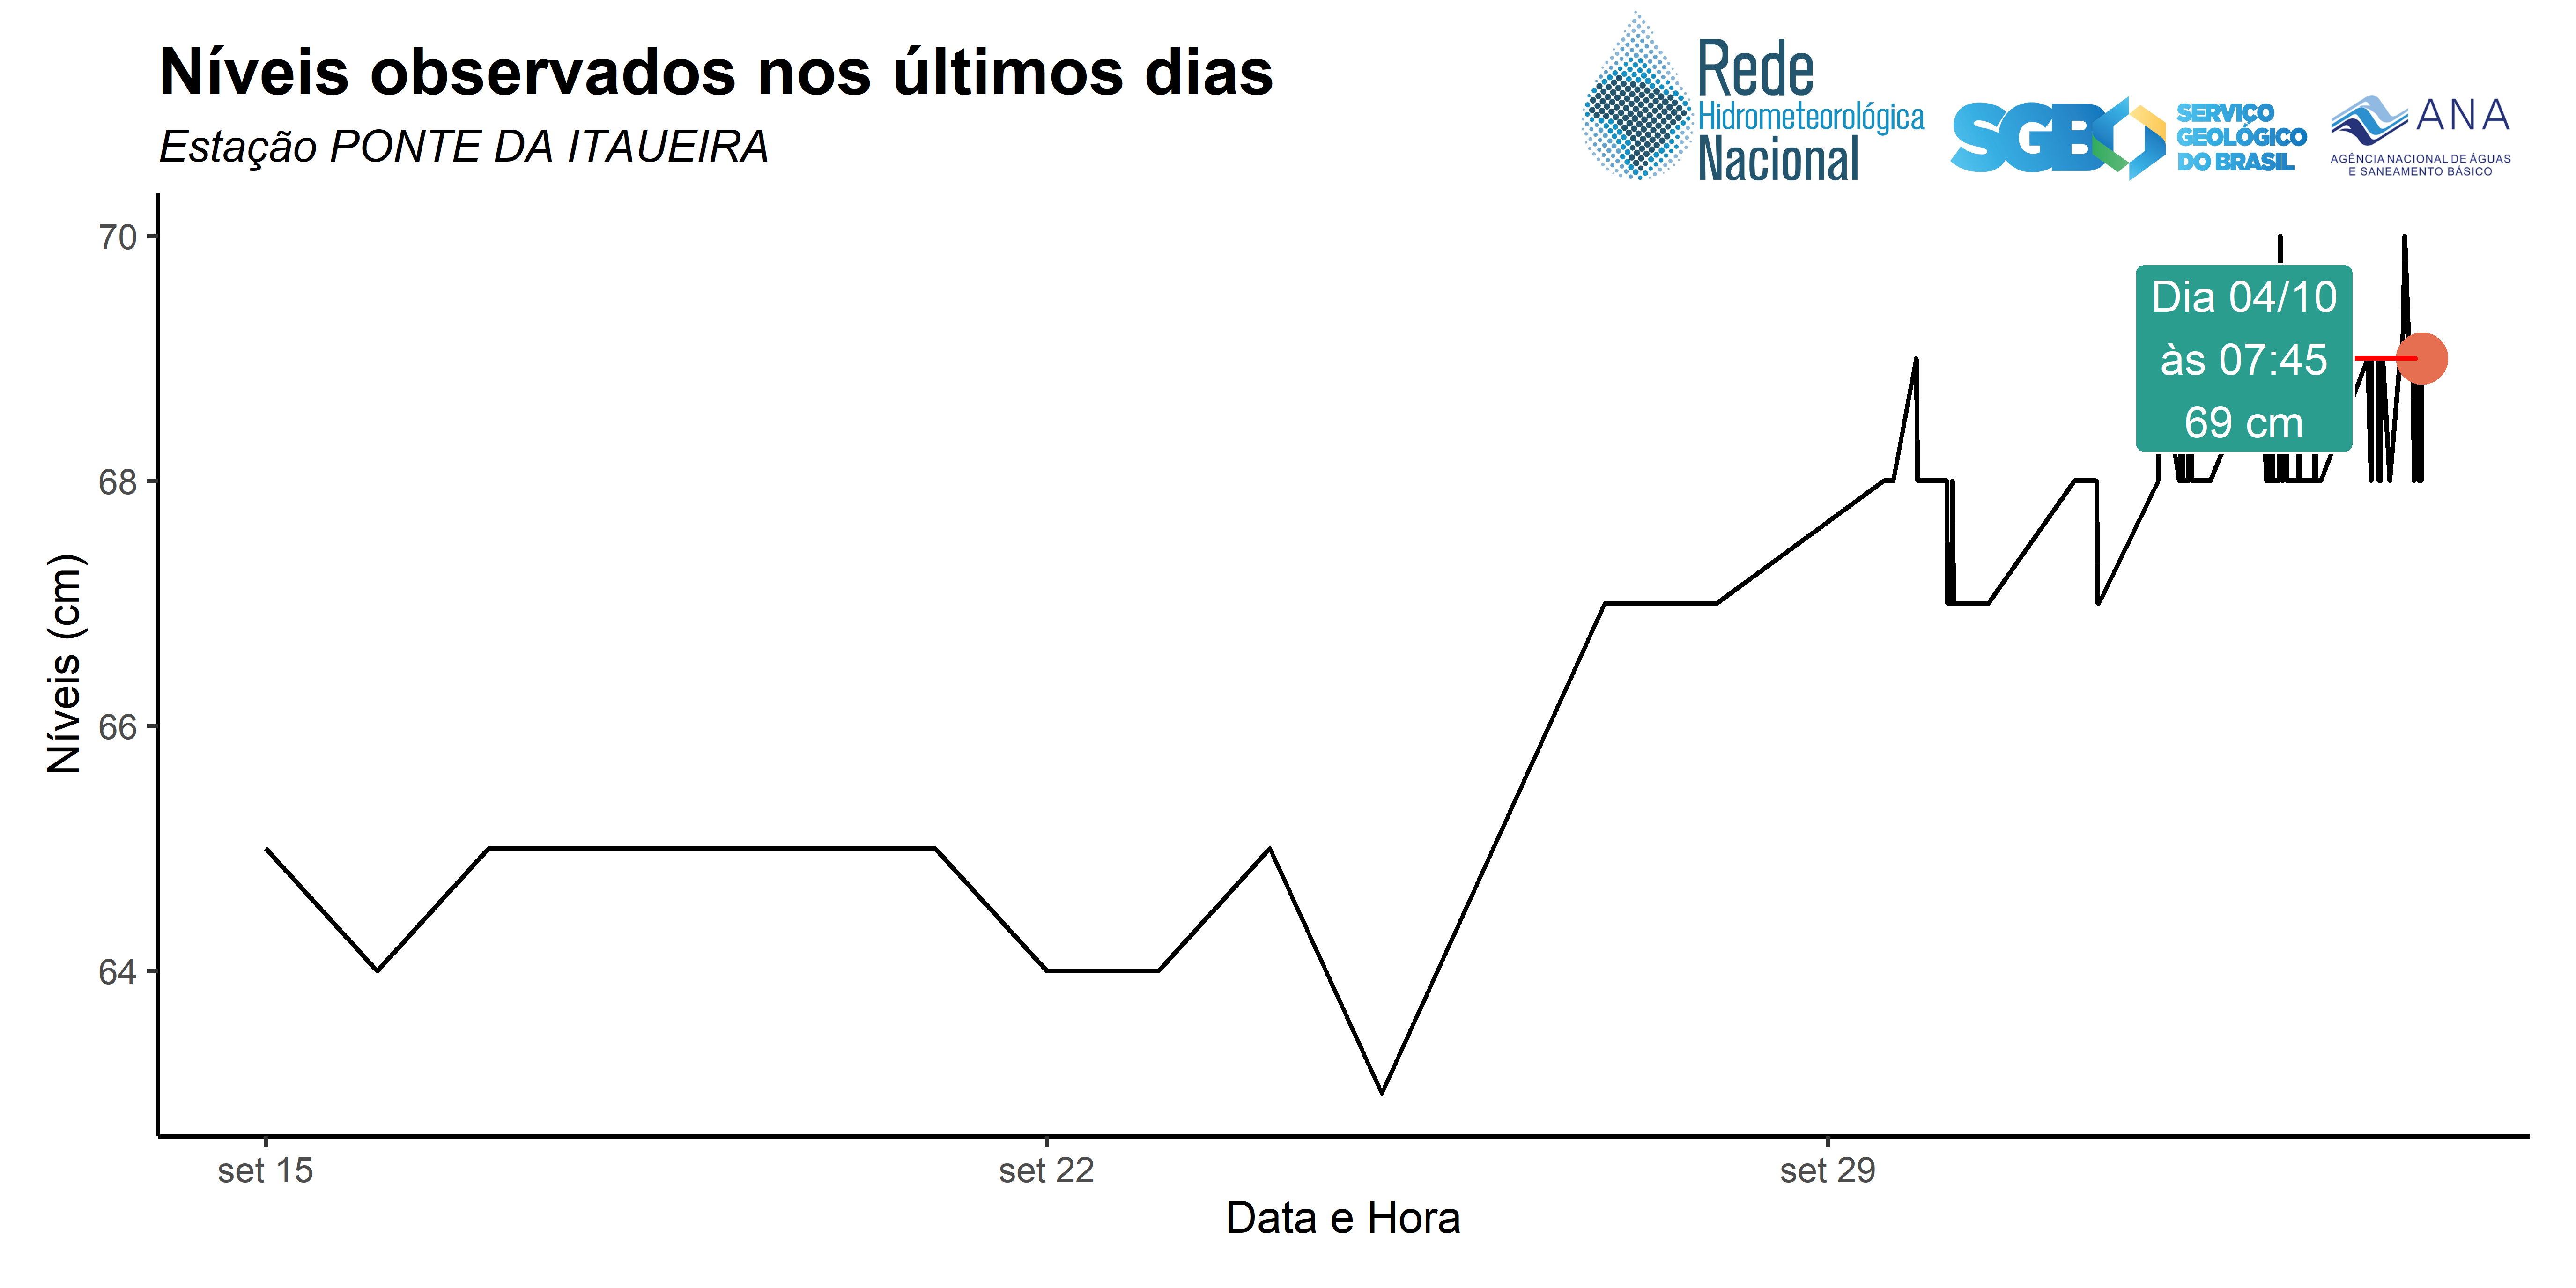 Níveis observados nos últimos dias
Estação PONTE DA ITAUEIRA
Rede
Hidrometeorológica
Nacional
SGB
SERVIÇO
GEOLÓGICO
DO BRASIL
ANA
AGÊNCIA NACIONAL DE ÁGUAS
E SANEAMENTO BÁSICO
70
68
66
64
Níveis (cm)
Dia 04/10
às 07:45
69 cm
set 15
set 22
set 29
Data e Hora